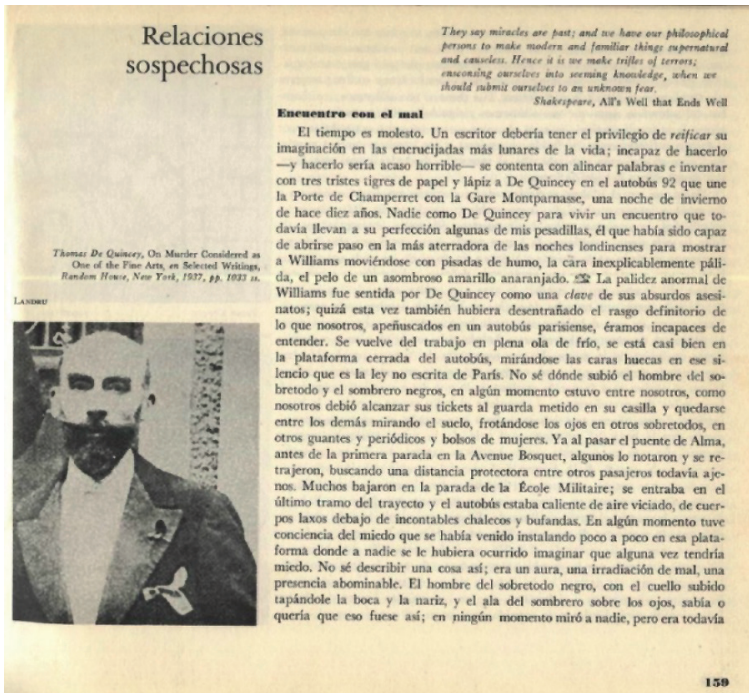 Relaciones
sospechosas
They say miracles are past; and we have our philosophical
persons to make modern and familiar things supernatural
and causeless. Hence it is we make trifles of terrors;
ensconsing ourselves into seeming knowledge, when we
should submit ourselves to an unknown fear.
Shakespeare, All's Well that Ends Well
Encuentro con el mal
El tiempo es molesto. Un escritor debería tener el privilegio de reificar su
imaginación en las encrucijadas más lunares de la vida; incapaz de hacerlo
—y hacerlo sería acaso horrible— se contenta con alinear palabras e inventar
con tres tristes tigres de papel y lápiz a De Quincey en el autobús 92 que une
la Porte de Champerret con la Gare Montparnasse, una noche de invierno
de hace diez años. Nadie como De Quincey para vivir un encuentro que to-
davía llevan a su perfección algunas de mis pesadillas, él que había sido capaz
de abrirse paso en la más aterradora de las noches londinenses para mostrar
a Williams moviéndose con pisadas de humo, la cara inexplicablemente páli-
da, el pelo de un asombroso amarillo anaranjado. La palidez anormal de
Williams fue sentida por De Quincey como una clave de sus absurdos asesi-
natos; quizá esta vez también hubiera desentrañado el rasgo definitorio de
lo que nosotros, apeñuscados en un autobús parisiense, éramos incapaces de
entender. Se vuelve del trabajo en plena ola de frío, se está casi bien en
la plataforma cerrada del autobús, mirándose las caras huecas en ese si-
lencio que es la ley no escrita de París. No sé dónde subió el hombre del so-
bretodo y el sombrero negros, en algún momento estuvo entre nosotros, como
nosotros debió alcanzar sus tickets al guarda metido en su casilla y quedarse
entre los demás mirando el suelo, frotándose los ojos en otros sobretodos, en
otros guantes y periódicos y bolsos de mujeres. Ya al pasar el puente de Alma,
antes de la primera parada en la Avenue Bosquet, algunos lo notaron y se re-
trajeron, buscando una distancia protectora entre otros pasajeros todavía aje-
nos. Muchos bajaron en la parada de la École Militaire; se entraba en el
último tramo del trayecto y el autobús estaba caliente de aire viciado, de cuer-
pos laxos debajo de incontables chalecos y bufandas. En algún momento tuve
conciencia del miedo que se había venido instalando poco a poco en esa plata-
forma donde a nadie se le hubiera ocurrido imaginar que alguna vez tendría
miedo. No sé describir una cosa así; era un aura, una irradiación de mal, una
presencia abominable. El hombre del sobretodo negro, con el cuello subido
tapándole la boca y la nariz, y el ala del sombrero sobre los ojos, sabía o
quería que eso fuese así; en ningún momento miró a nadie, pero era todavía
Thomas De Quincey, On Murder Considered as
One of the Fine Arts, en Selected Writings,
Random House, New York, 1937, pp. 1033 ss.
LANDRU
159